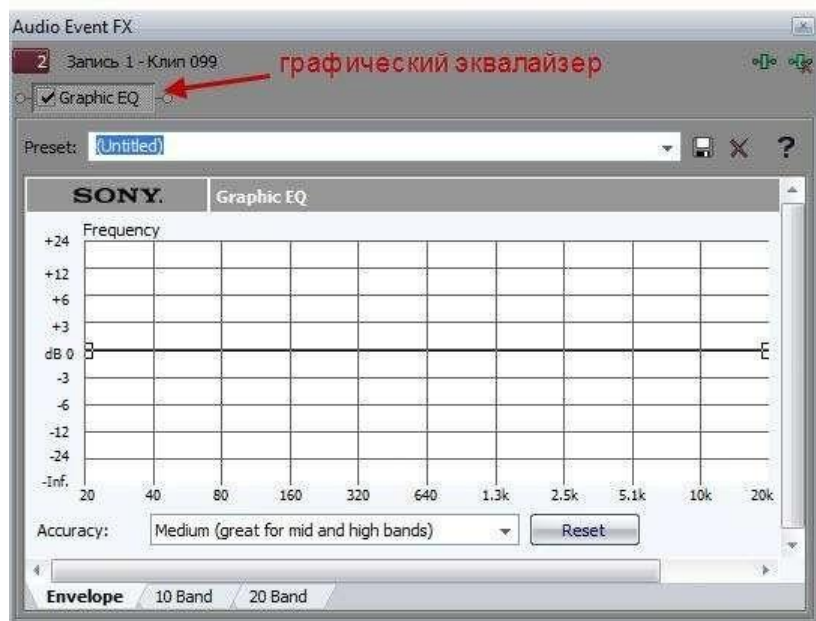 Audio Event FX
2 Запись 1 - Клип 099
графический эквалайзер
Graphic EQ
Preset: (Untitled) ?
SONY. Graphic EQ
Frequency
+24
+12
+6
+3
dB 0
-3
-6
-12
-24
-Inf.
20 40 80 160 320 640 1.3k 2.5k 5.1k 10k 20k
Accuracy: Medium (great for mid and high bands) Reset
Envelope 10 Band 20 Band